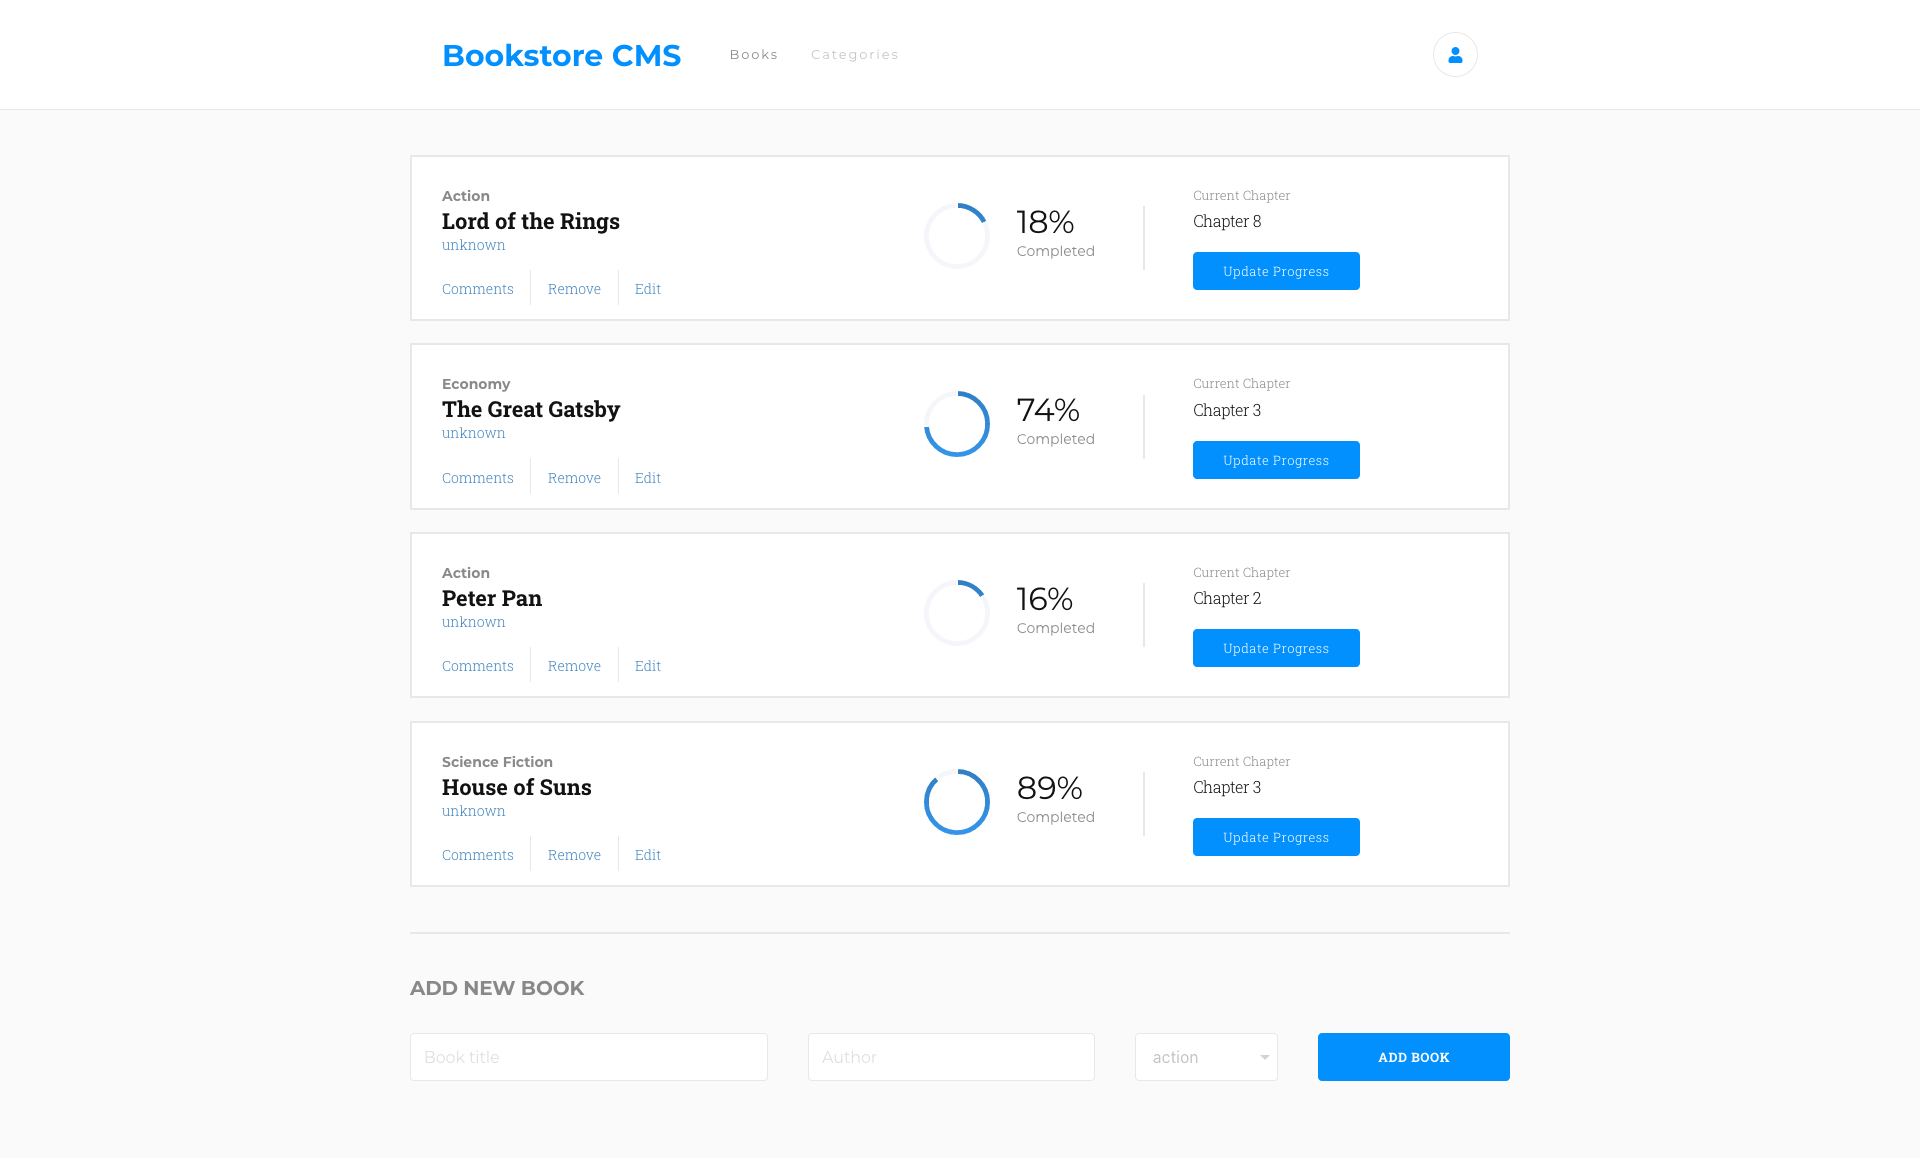 Bookstore CMS
Books
Categories
Action
Lord of the Rings
unknown
Comments
Remove
Edit
18%
Completed
Current Chapter
Chapter 8
Update Progress
Economy
The Great Gatsby
unknown
Comments
Remove
Edit
74%
Completed
Current Chapter
Chapter 3
Update Progress
Action
Peter Pan
unknown
Comments
Remove
Edit
16%
Completed
Current Chapter
Chapter 2
Update Progress
Science Fiction
House of Suns
unknown
Comments
Remove
Edit
89%
Completed
Current Chapter
Chapter 3
Update Progress
ADD NEW BOOK
Book title
Author
action
ADD BOOK